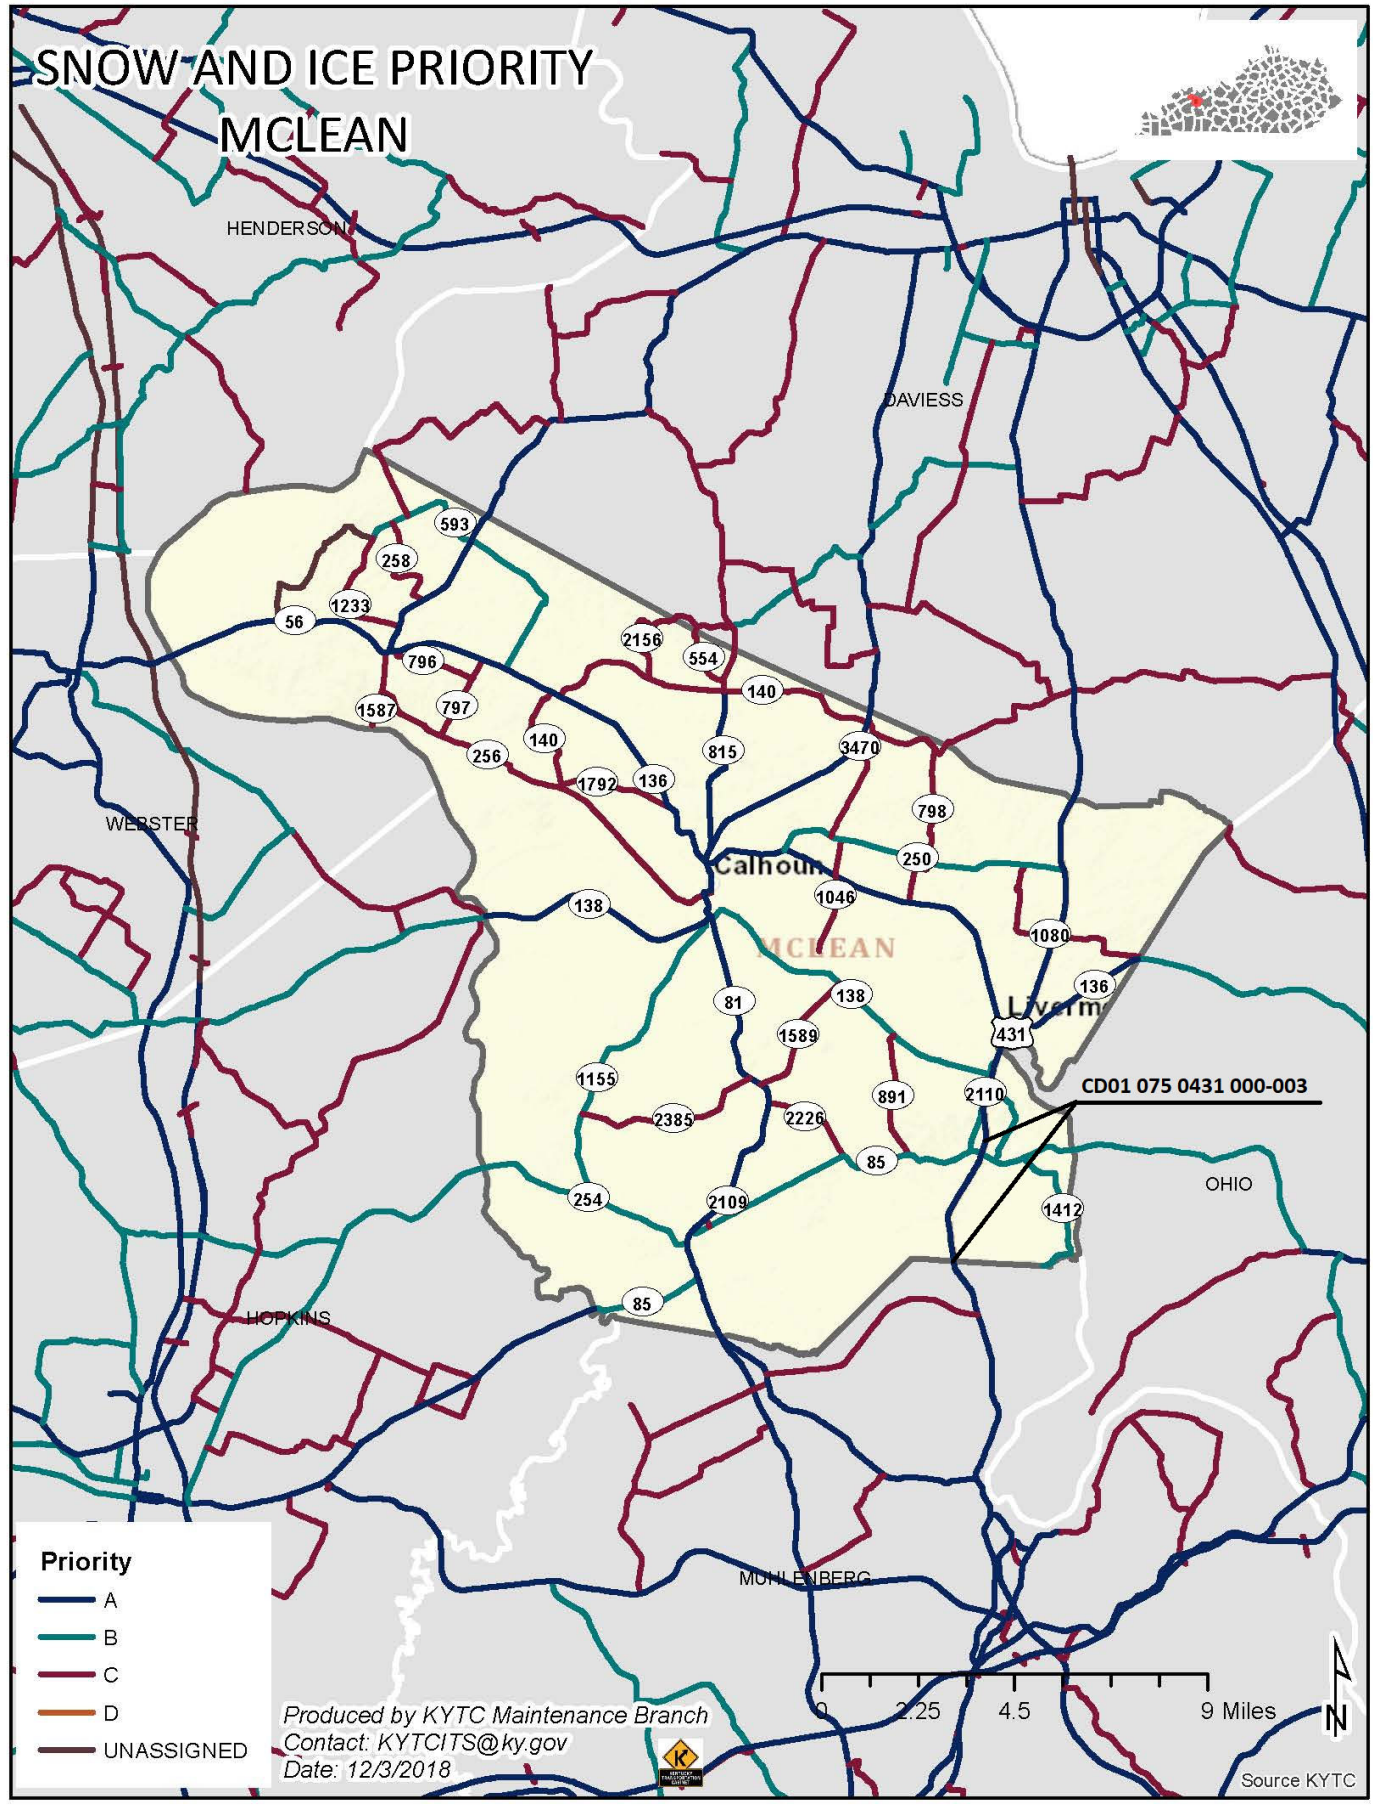 SNOW AND ICE PRIORITY
MCLEAN
HENDERSON
DAVIESS
593
258
1233
56
2156
554
796
140
1587
797
140
815
3470
256
1792
136
798
WEBSTER
250
Calhoun
1046
138
1080
MCLEAN
136
138
81
Liverm
431
1589
1155
2110
CD01 075 0431 000-003
891
2385
2226
85
OHIO
254
2109
1412
85
HOPKINS
MUHLENBERG
Priority
A
B
C
D
UNASSIGNED
0 2.25 4.5 9 Miles
N
Produced by KYTC Maintenance Branch
Contact: KYTCITS@ky.gov
Date: 12/3/2018
Source KYTC